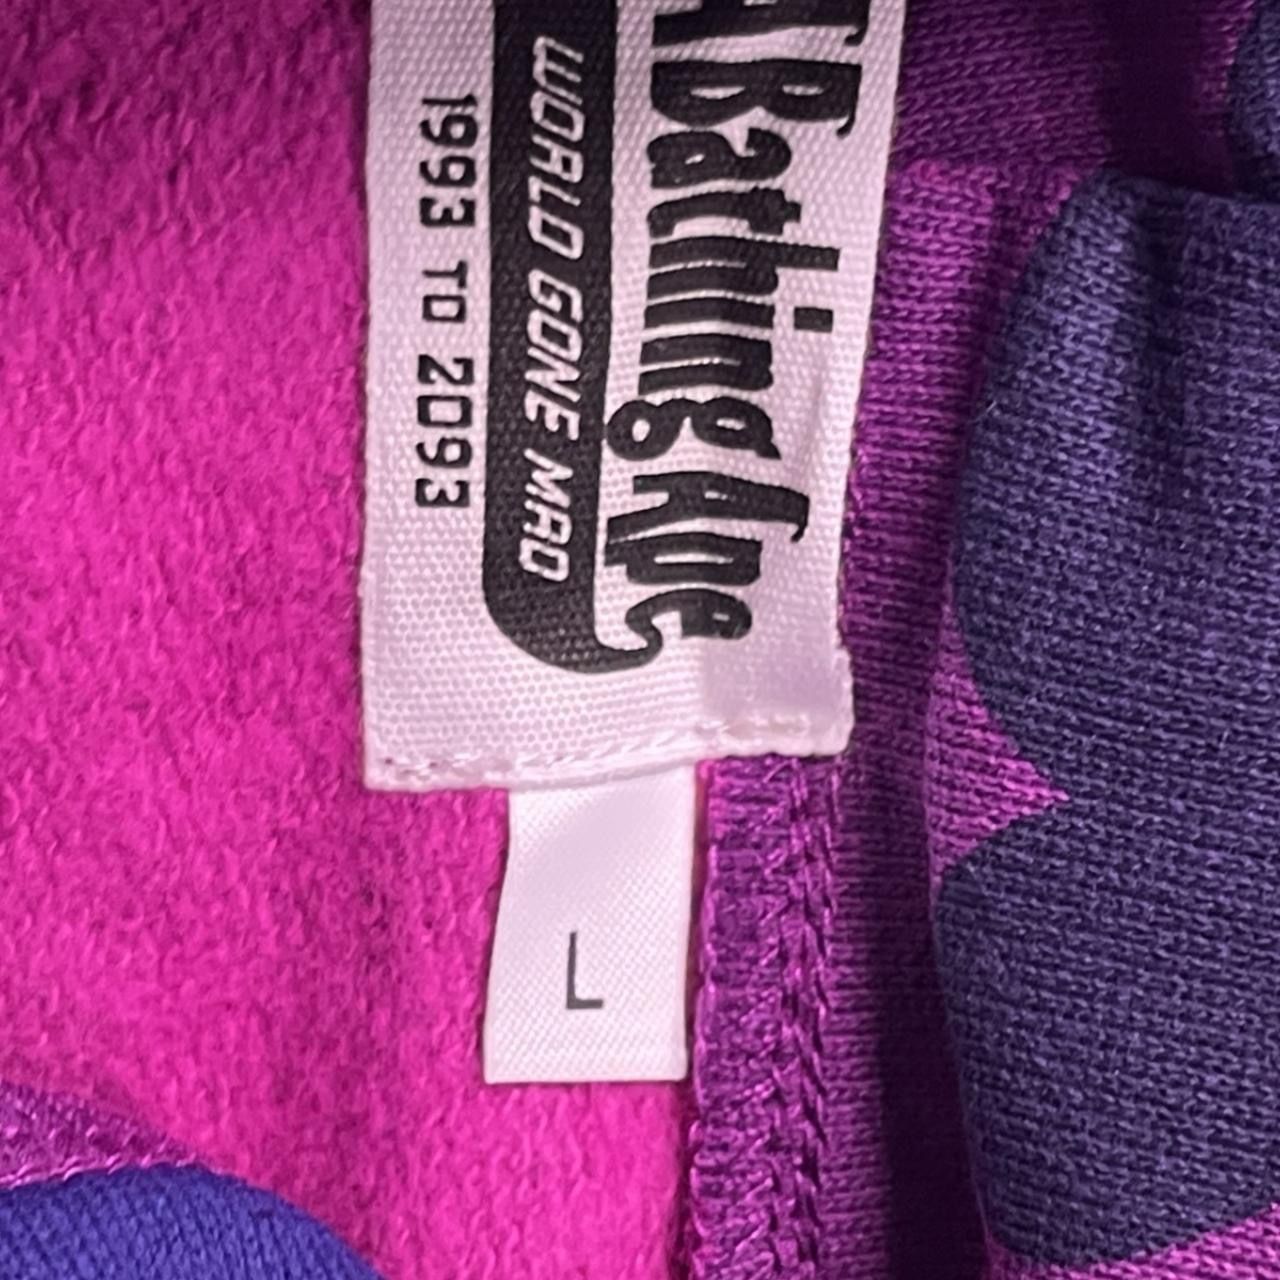 A Bathing Ape
WORLD GONE MAD
1993 TO 2093
L